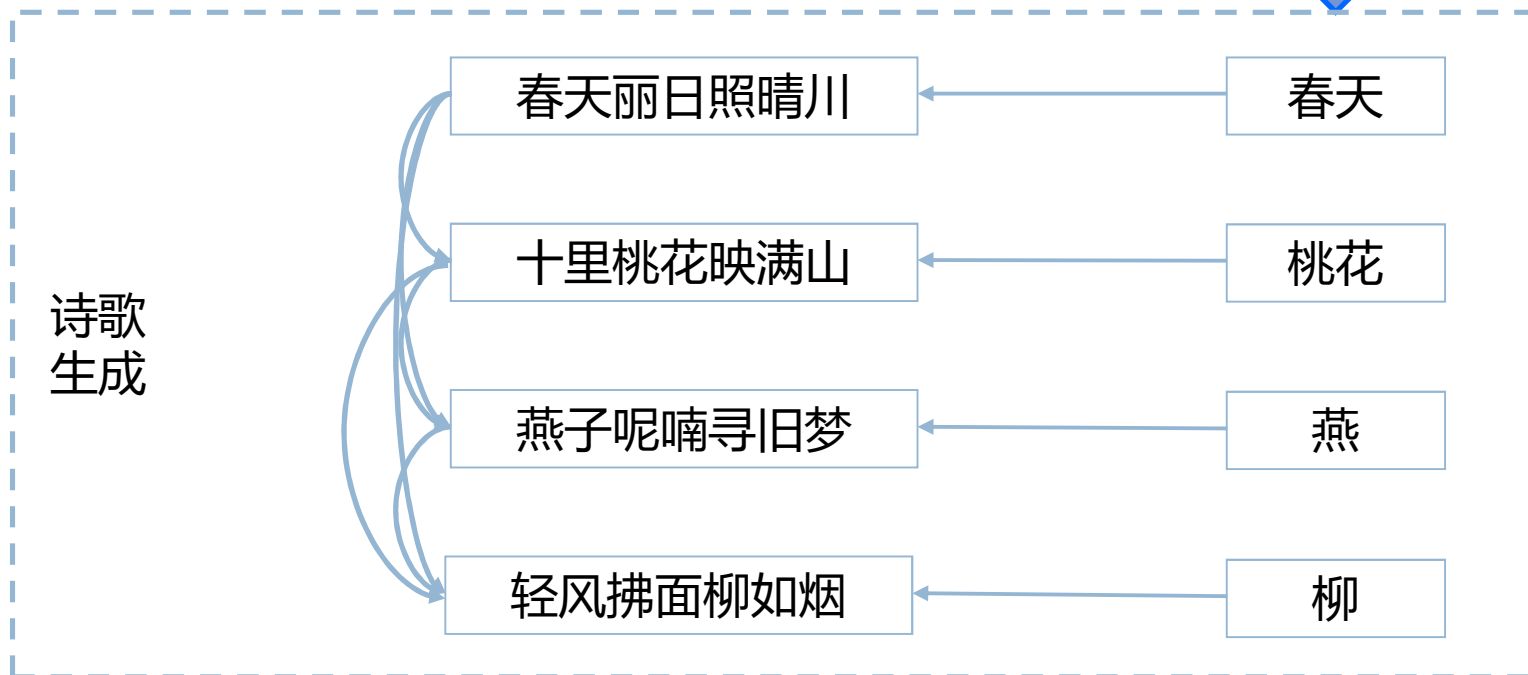 春天丽日照晴川
春天
十里桃花映满山
桃花
诗歌
生成
燕子呢喃寻旧梦
燕
轻风拂面柳如烟
柳